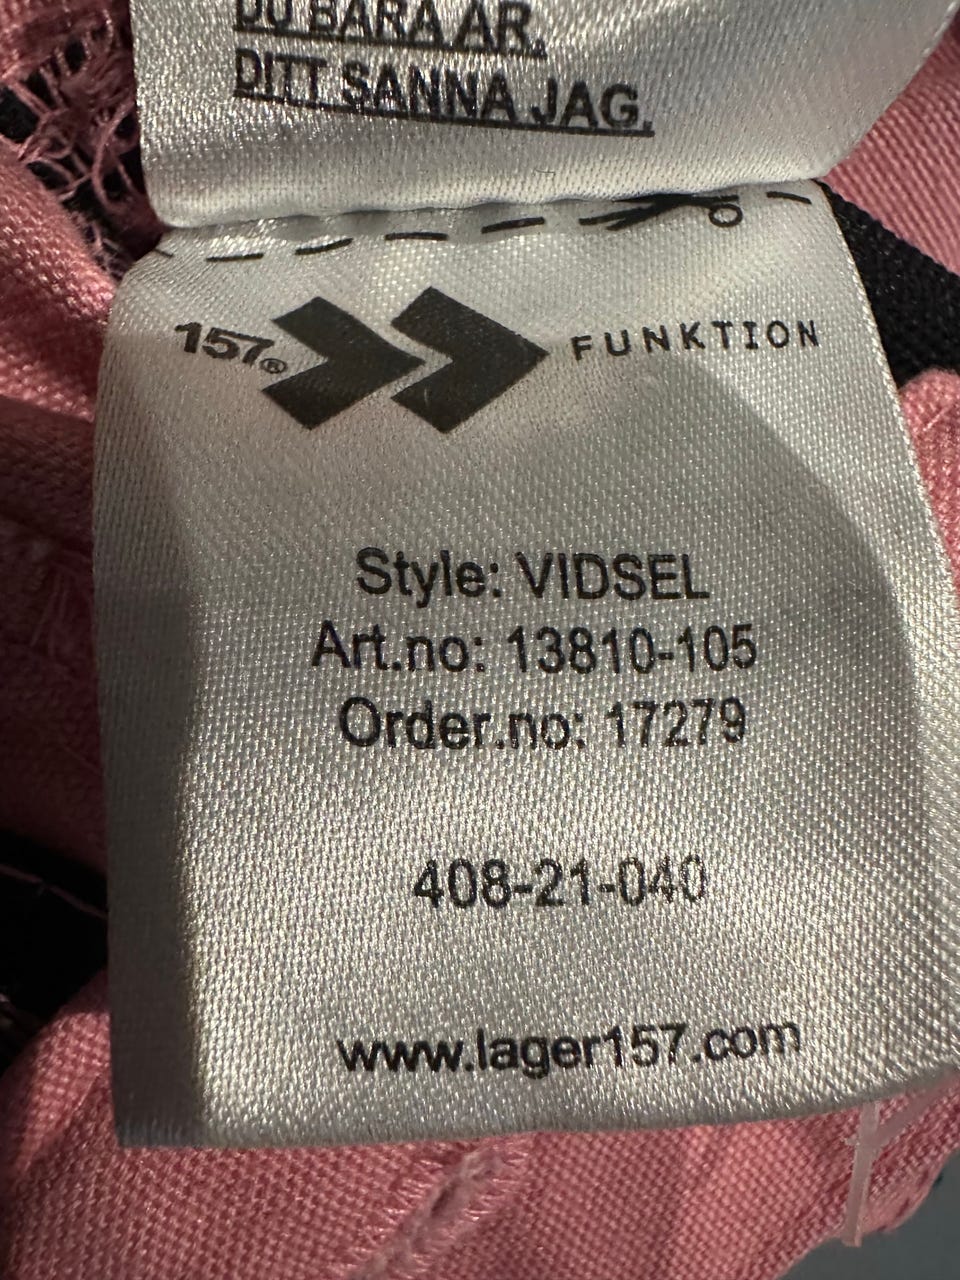 DU BARA ÄR.
DITT SANNA JAG.
157® FUNKTION
Style: VIDSEL
Art.no: 13810-105
Order.no: 17279
408-21-040
www.lager157.com